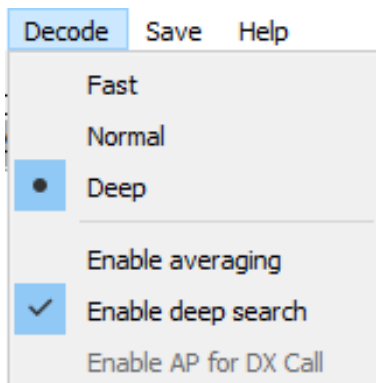 Decode Save Help
Fast
Normal
Deep
Enable averaging
Enable deep search
Enable AP for DX Call